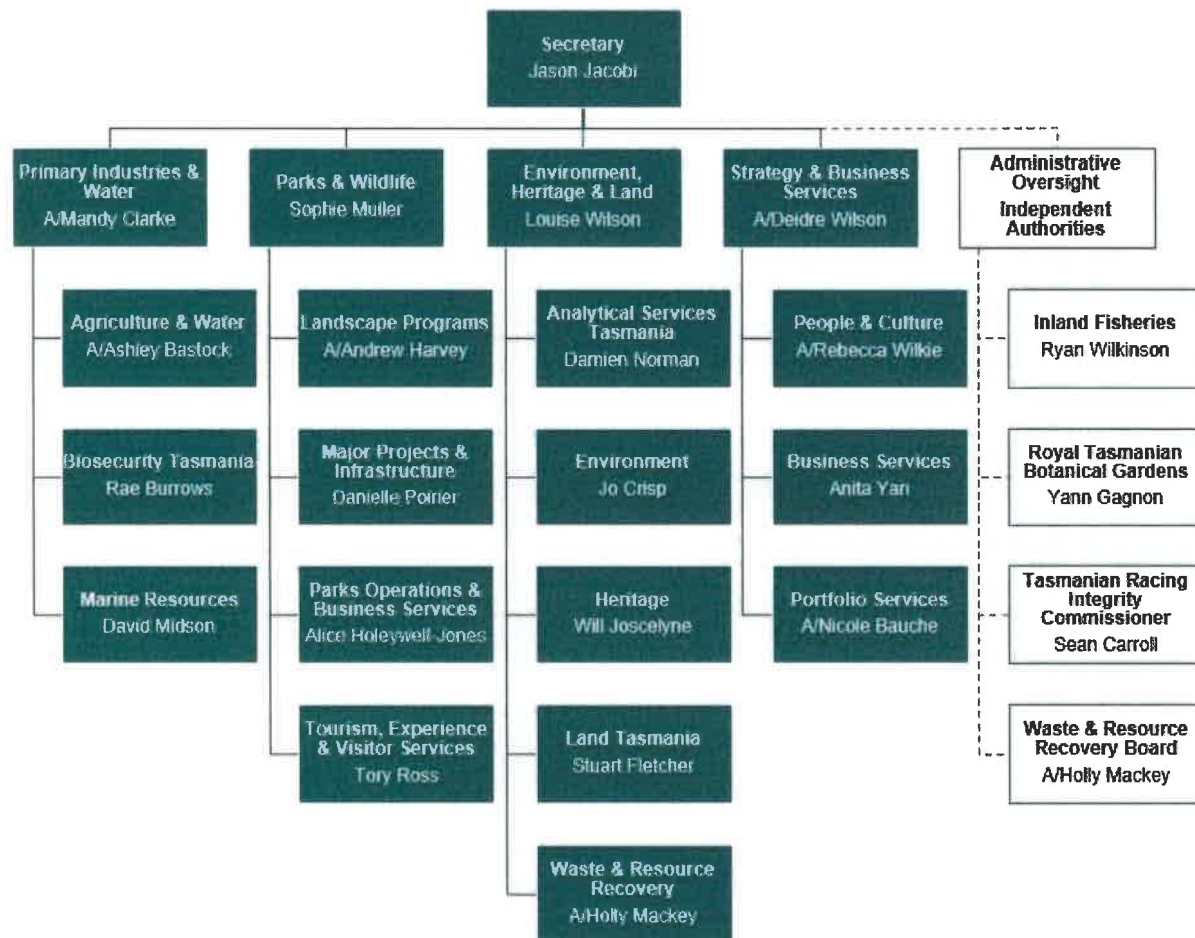 Secretary
Jason Jacobi
Primary Industries &
Water
A/Mandy Clarke
Parks & Wildlife
Sophie Muller
Environment,
Heritage & Land
Louise Wilson
Strategy & Business
Services
A/Deidre Wilson
Administrative
Oversight
Independent
Authorities
Agriculture & Water
A/Ashley Bastock
Biosecurity Tasmania
Rae Burrows
Marine Resources
David Midson
Landscape Programs
A/Andrew Harvey
Major Projects &
Infrastructure
Danielle Poirier
Parks Operations &
Business Services
Alice Holeywell-Jones
Tourism, Experience
& Visitor Services
Tory Ross
Analytical Services
Tasmania
Damien Norman
Environment
Jo Crisp
Heritage
Will Joscelyne
Land Tasmania
Stuart Fletcher
Waste & Resource
Recovery
A/Holly Mackey
People & Culture
A/Rebecca Wilkie
Business Services
Anita Yan
Portfolio Services
A/Nicole Bauche
Inland Fisheries
Ryan Wilkinson
Royal Tasmanian
Botanical Gardens
Yann Gagnon
Tasmanian Racing
Integrity
Commissioner
Sean Carroll
Waste & Resource
Recovery Board
A/Holly Mackey